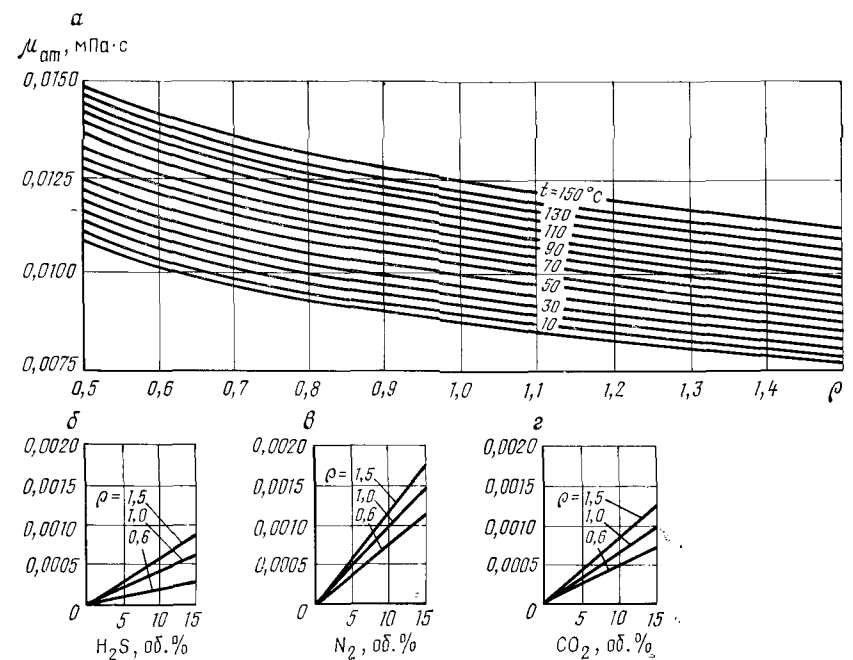 а
μат, мПа·с
0,0150
0,0125
0,0100
0,0075
t=150°C
130
110
90
70
50
30
10
0,5 0,6 0,7 0,8 0,9 1,0 1,1 1,2 1,3 1,4 ρ
б
0,0020
0,0015
0,0010
0,0005
0
ρ= 1,5
1,0
0,6
5 10 15
H₂S, об.%
в
0,0020
0,0015
0,0010
0,0005
0
ρ= 1,5
1,0
0,6
5 10 15
N₂, об.%
г
0,0020
0,0015
0,0010
0,0005
0
ρ= 1,5
1,0
0,6
5 10 15
CO₂, об.%